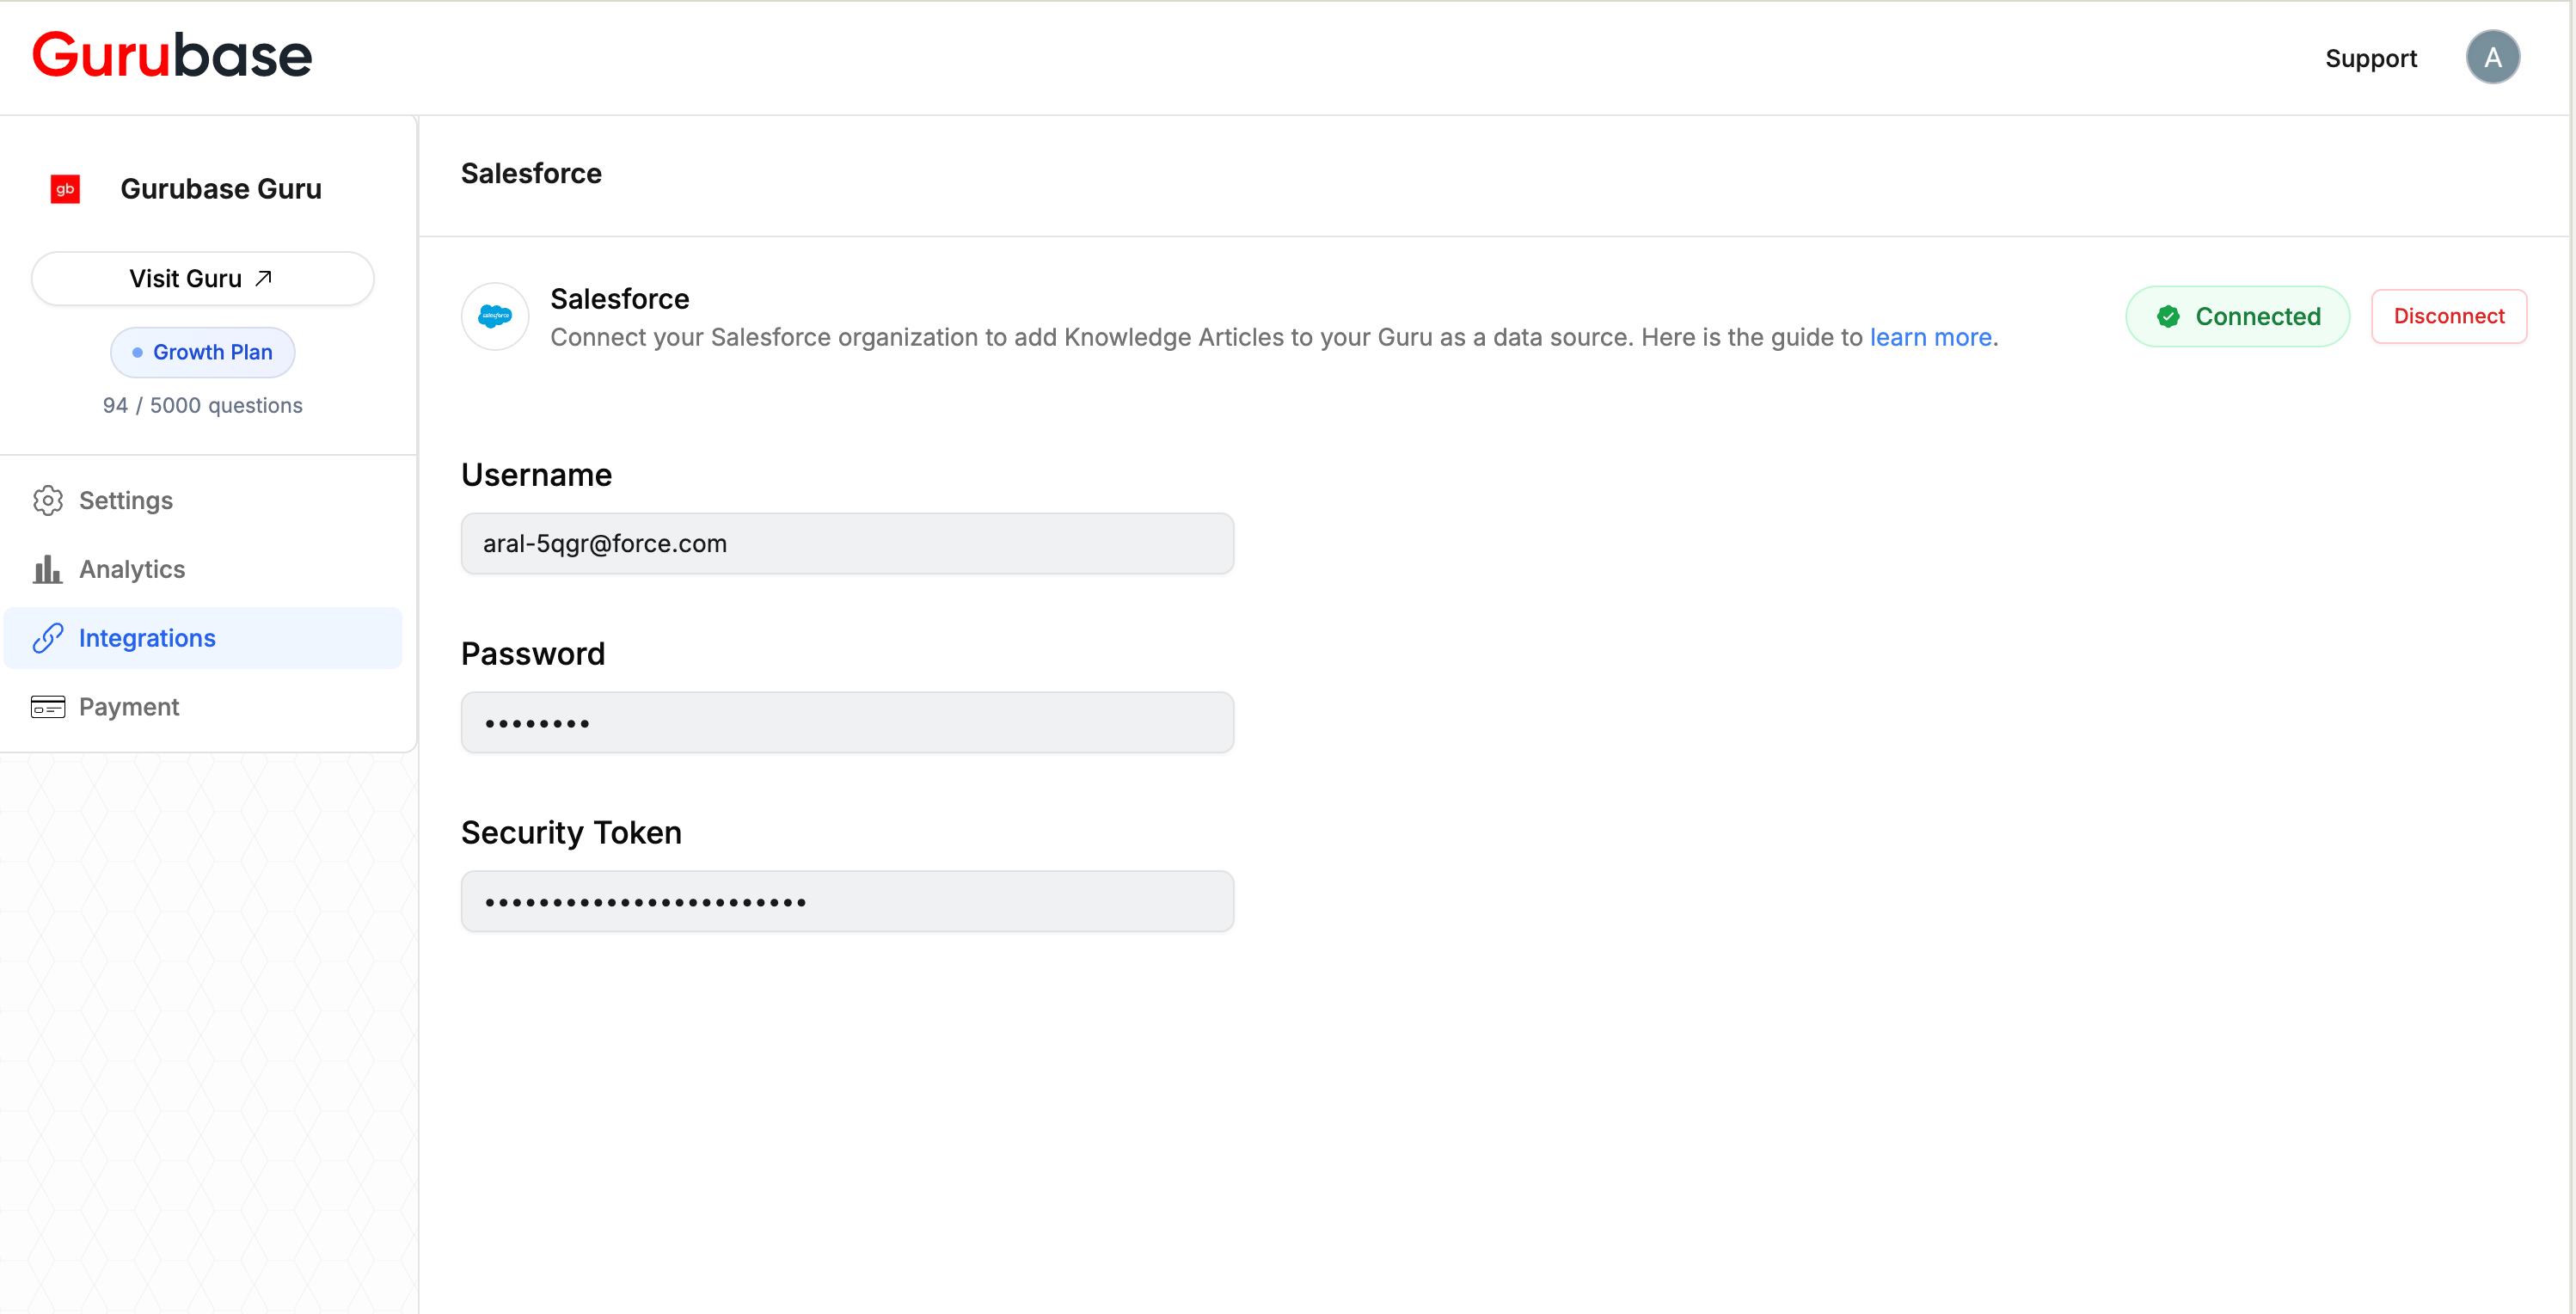 Gurubase
Support
A
gb
Gurubase Guru
Visit Guru
Growth Plan
94 / 5000 questions
Settings
Analytics
Integrations
Payment
Salesforce
salesforce
Salesforce
Connect your Salesforce organization to add Knowledge Articles to your Guru as a data source. Here is the guide to learn more.
Connected
Disconnect
Username
aral-5qgr@force.com
Password
••••••••
Security Token
••••••••••••••••••••••••